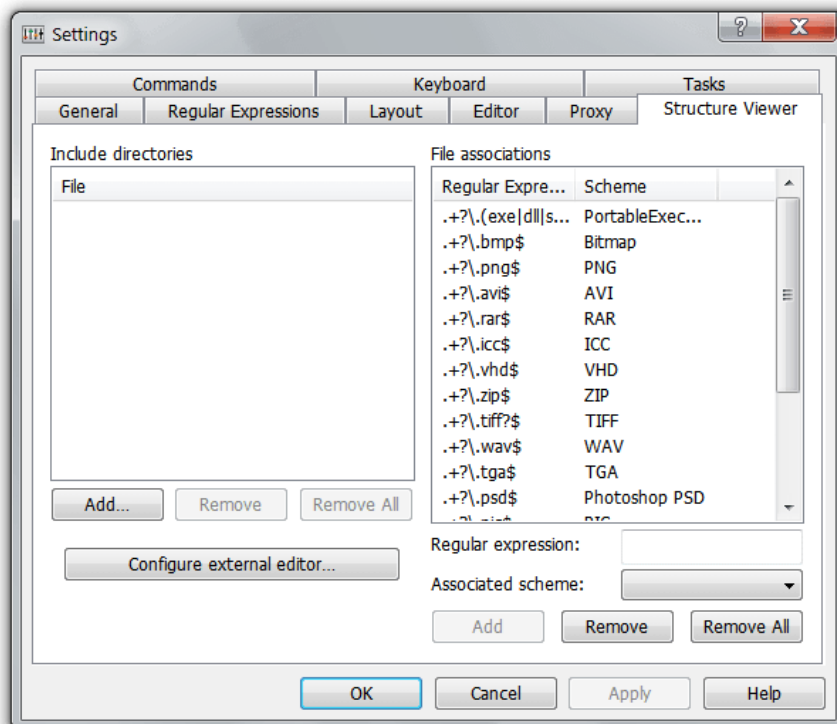 Settings
Commands Keyboard Tasks
General Regular Expressions Layout Editor Proxy Structure Viewer
Include directories
File
Add... Remove Remove All
Configure external editor...
File associations
Regular Expre... Scheme
.+?\.(exe|dll|s... PortableExec...
.+?\.bmp$ Bitmap
.+?\.png$ PNG
.+?\.avi$ AVI
.+?\.rar$ RAR
.+?\.icc$ ICC
.+?\.vhd$ VHD
.+?\.zip$ ZIP
.+?\.tiff?$ TIFF
.+?\.wav$ WAV
.+?\.tga$ TGA
.+?\.psd$ Photoshop PSD
Regular expression:
Associated scheme:
Add Remove Remove All
OK Cancel Apply Help